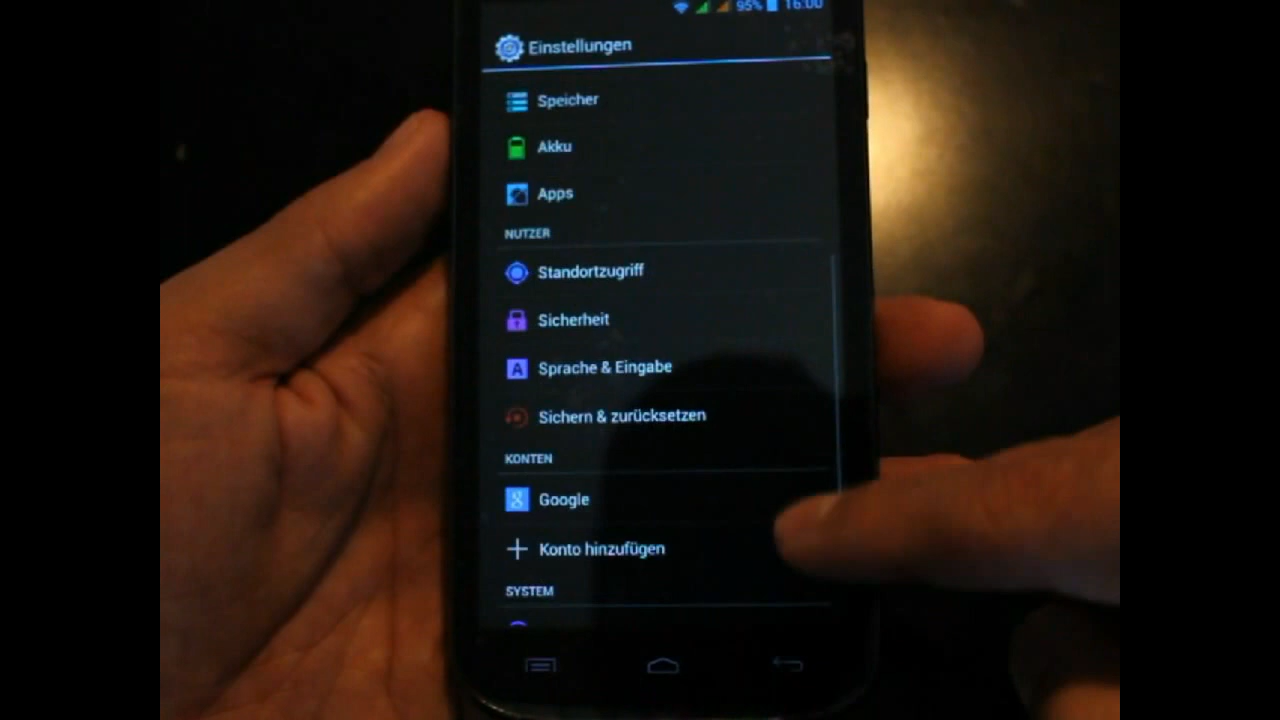 95% 16:00
Einstellungen
Speicher
Akku
Apps
NUTZER
Standortzugriff
Sicherheit
A Sprache & Eingabe
Sichern & zurücksetzen
KONTEN
g Google
Konto hinzufügen
SYSTEM